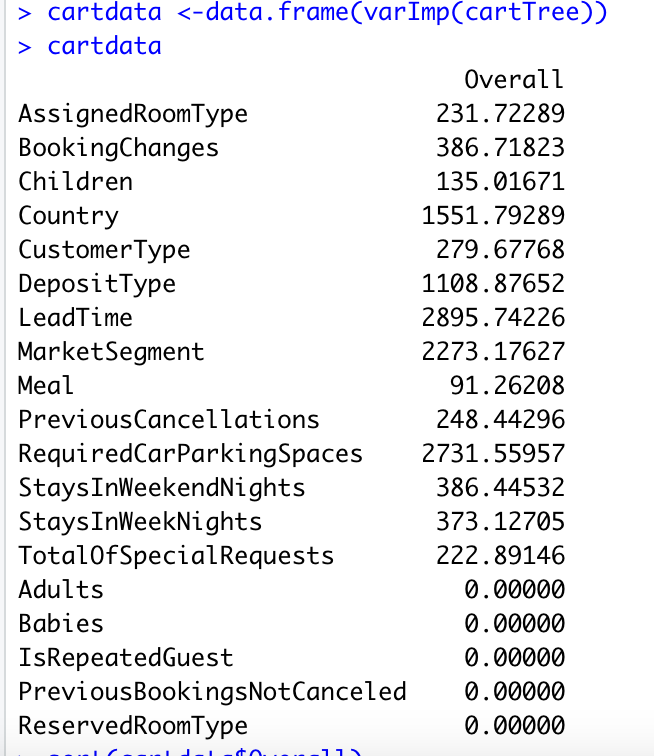 > cartdata <-data.frame(varImp(cartTree))
> cartdata
Overall
AssignedRoomType 231.72289
BookingChanges 386.71823
Children 135.01671
Country 1551.79289
CustomerType 279.67768
DepositType 1108.87652
LeadTime 2895.74226
MarketSegment 2273.17627
Meal 91.26208
PreviousCancellations 248.44296
RequiredCarParkingSpaces 2731.55957
StaysInWeekendNights 386.44532
StaysInWeekNights 373.12705
TotalOfSpecialRequests 222.89146
Adults 0.00000
Babies 0.00000
IsRepeatedGuest 0.00000
PreviousBookingsNotCanceled 0.00000
ReservedRoomType 0.00000
> sort(cartdata$Overall)